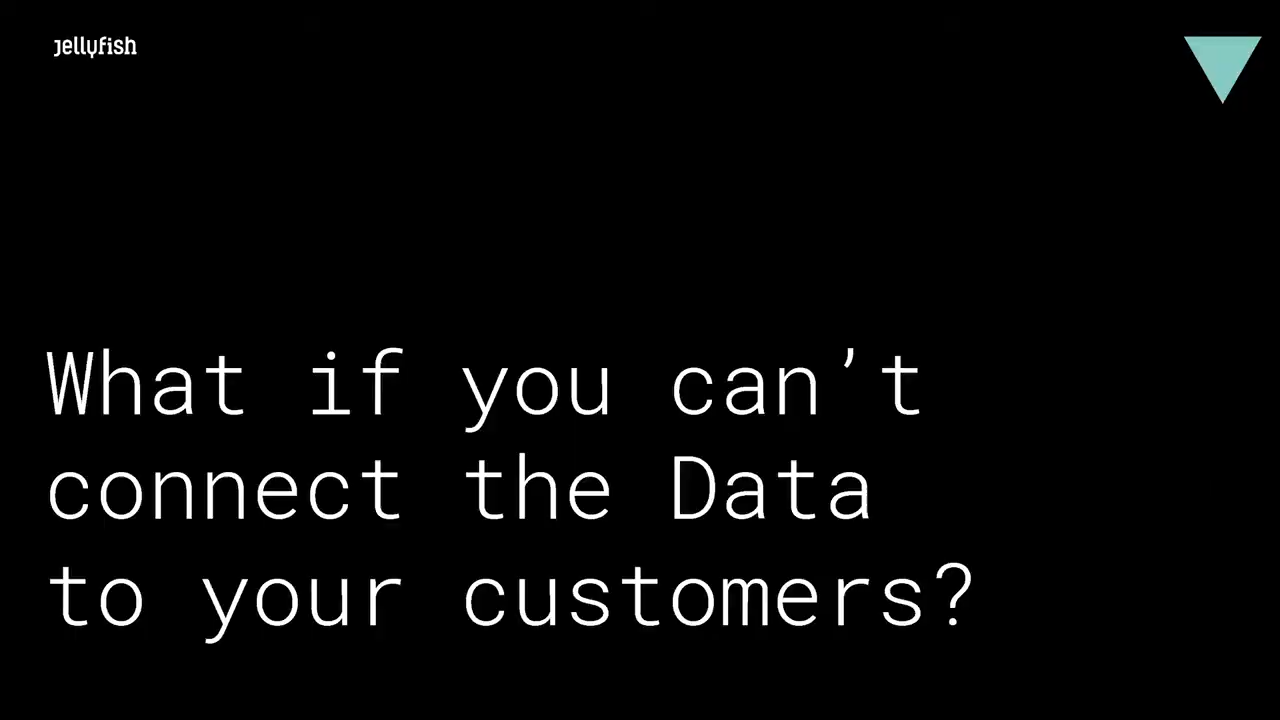 jellyfish
What if you can’t
connect the Data
to your customers?